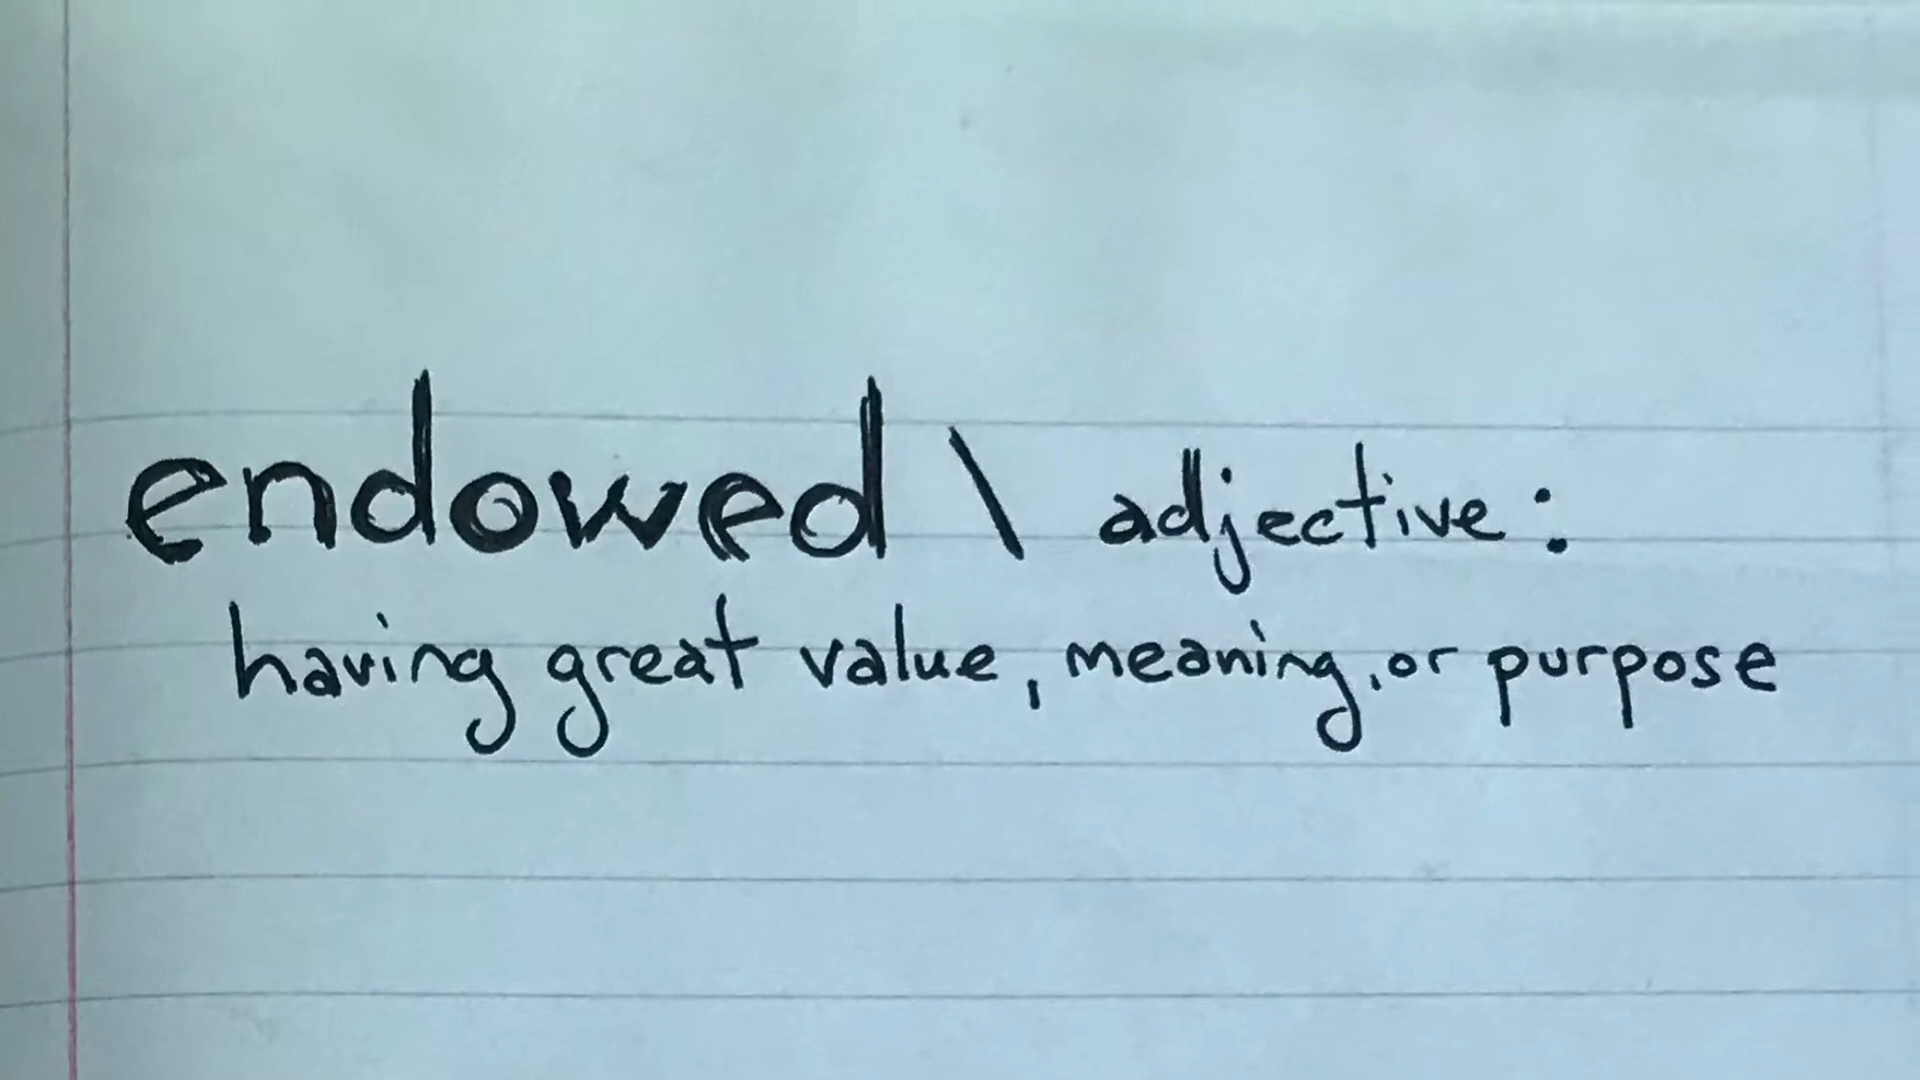 endowed \ adjective:
having great value, meaning, or purpose